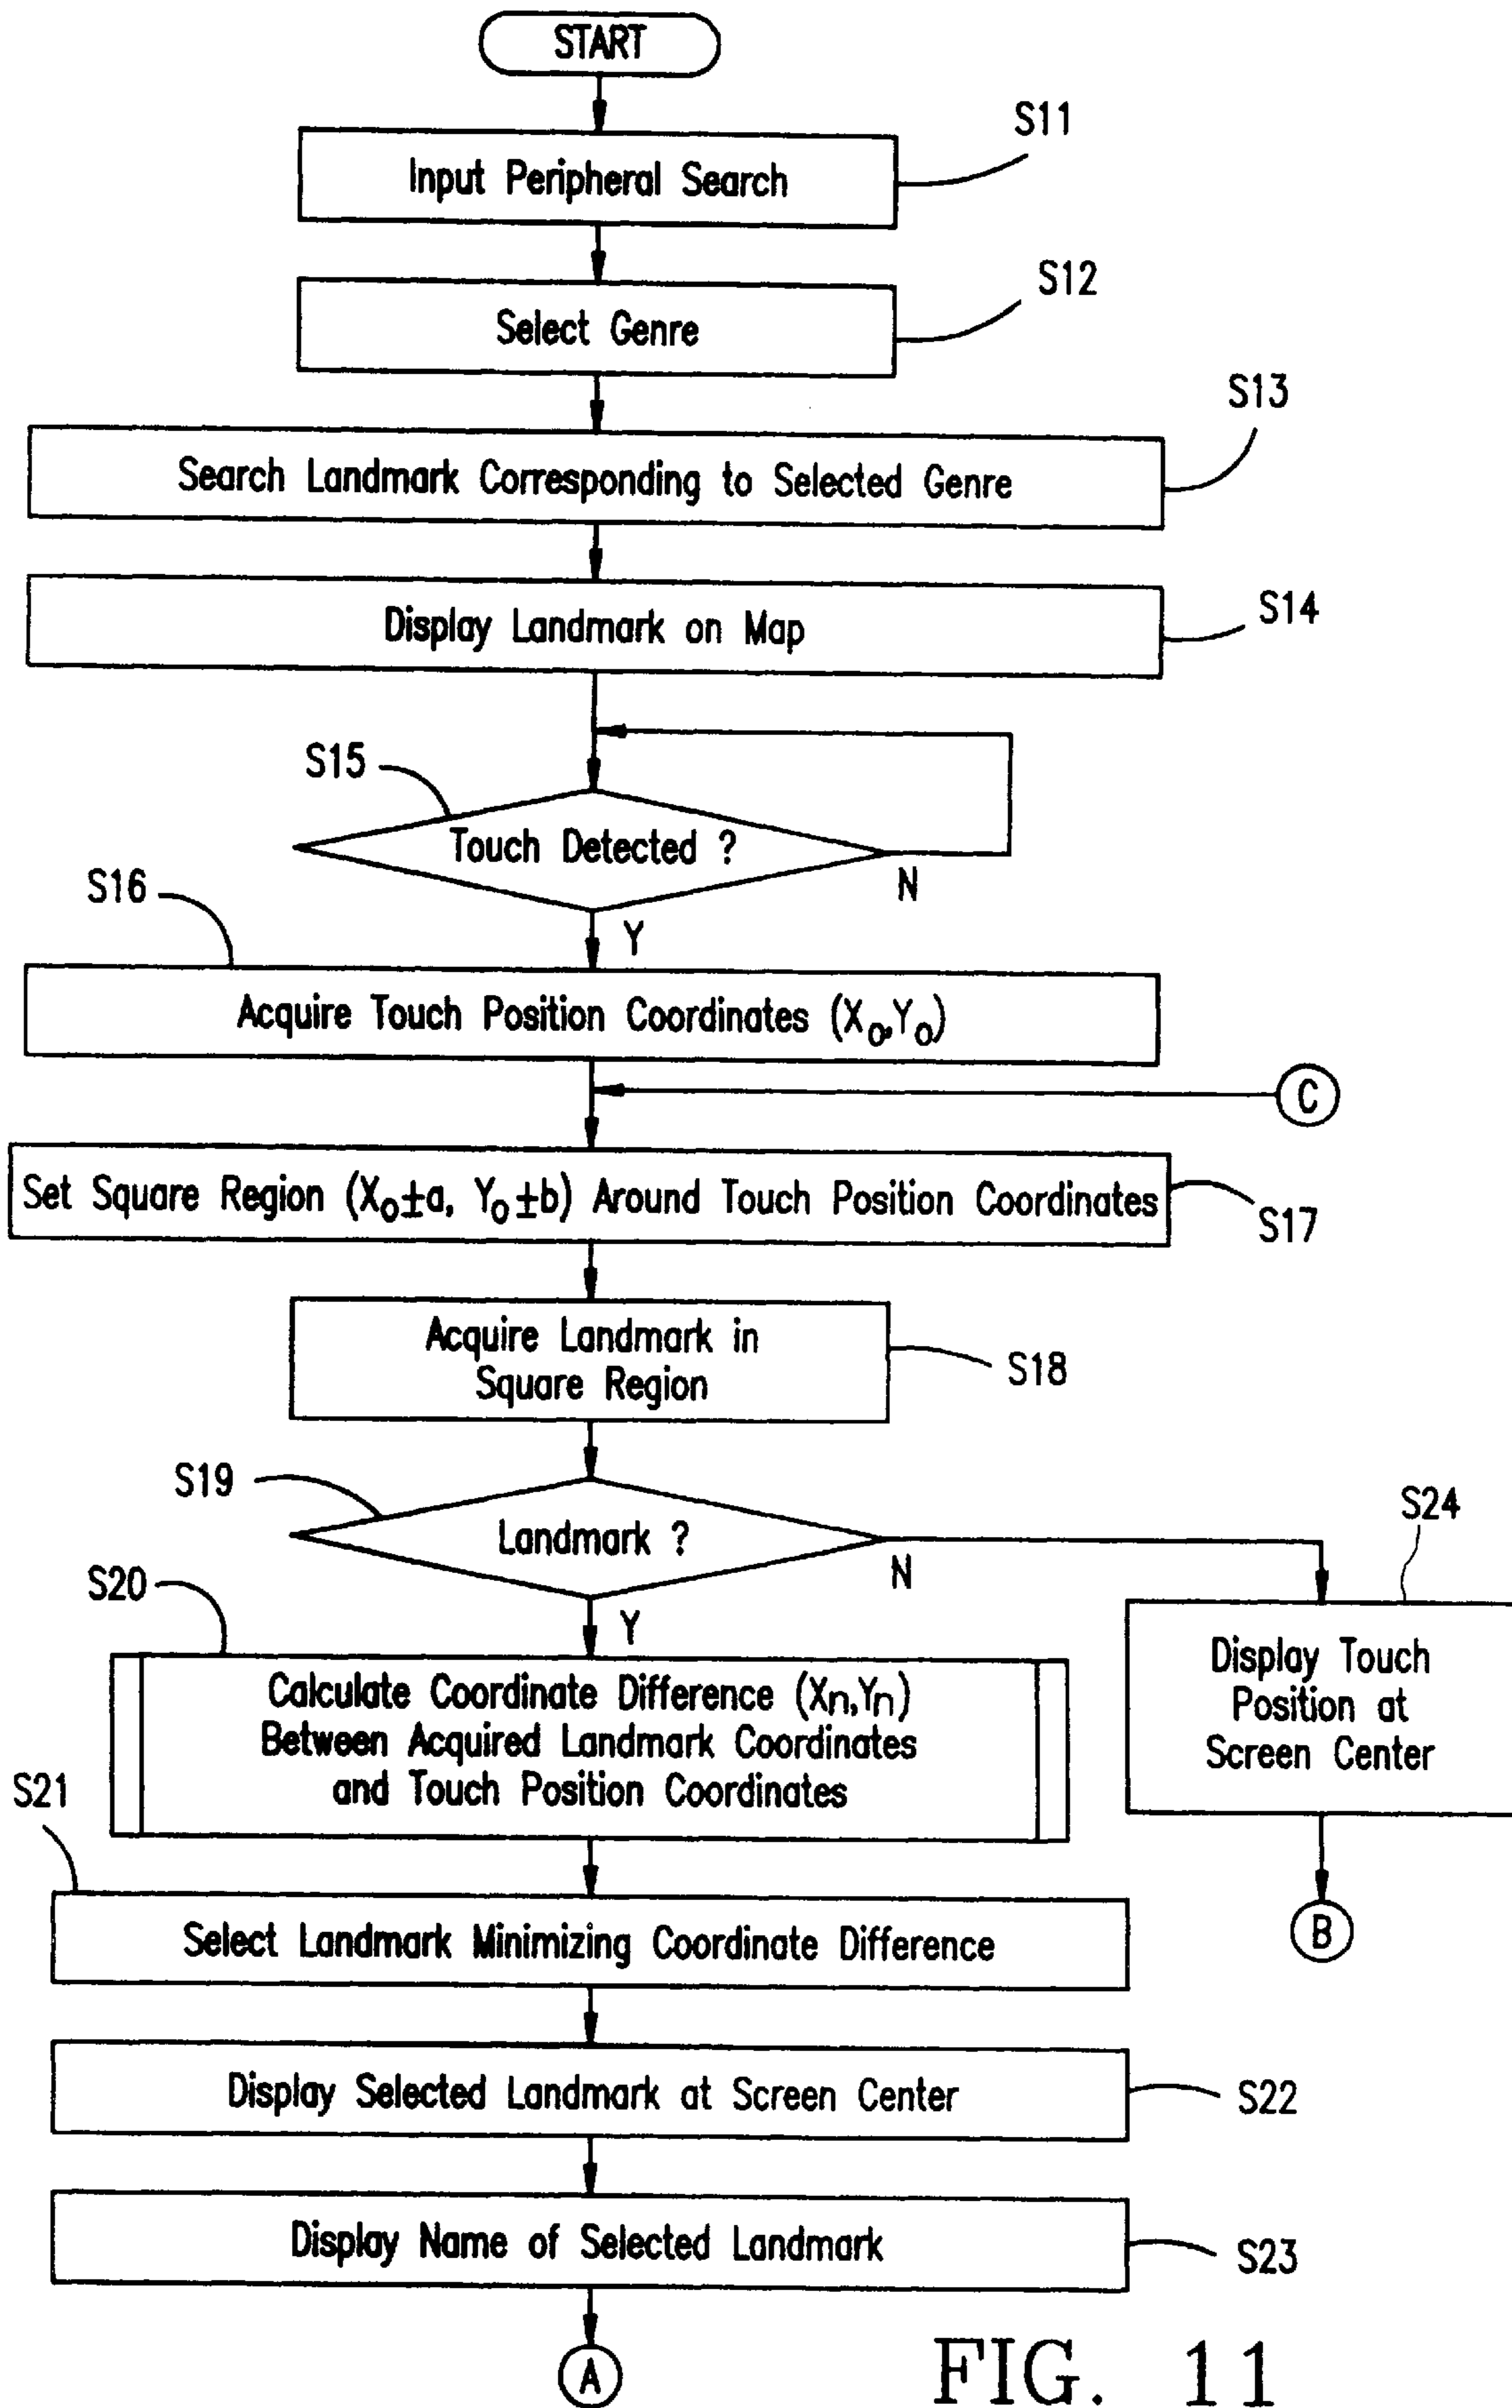 START
S11
Input Peripheral Search
S12
Select Genre
S13
Search Landmark Corresponding to Selected Genre
S14
Display Landmark on Map
S15
Touch Detected ?
N
S16
Y
Acquire Touch Position Coordinates (X₀,Y₀)
C
Set Square Region (X₀±a, Y₀±b) Around Touch Position Coordinates
S17
Acquire Landmark in
Square Region
S18
S19
Landmark ?
N
S24
S20
Y
Calculate Coordinate Difference (Xn,Yn)
Between Acquired Landmark Coordinates
and Touch Position Coordinates
Display Touch
Position at
Screen Center
S21
B
Select Landmark Minimizing Coordinate Difference
Display Selected Landmark at Screen Center
S22
Display Name of Selected Landmark
S23
A
FIG. 11